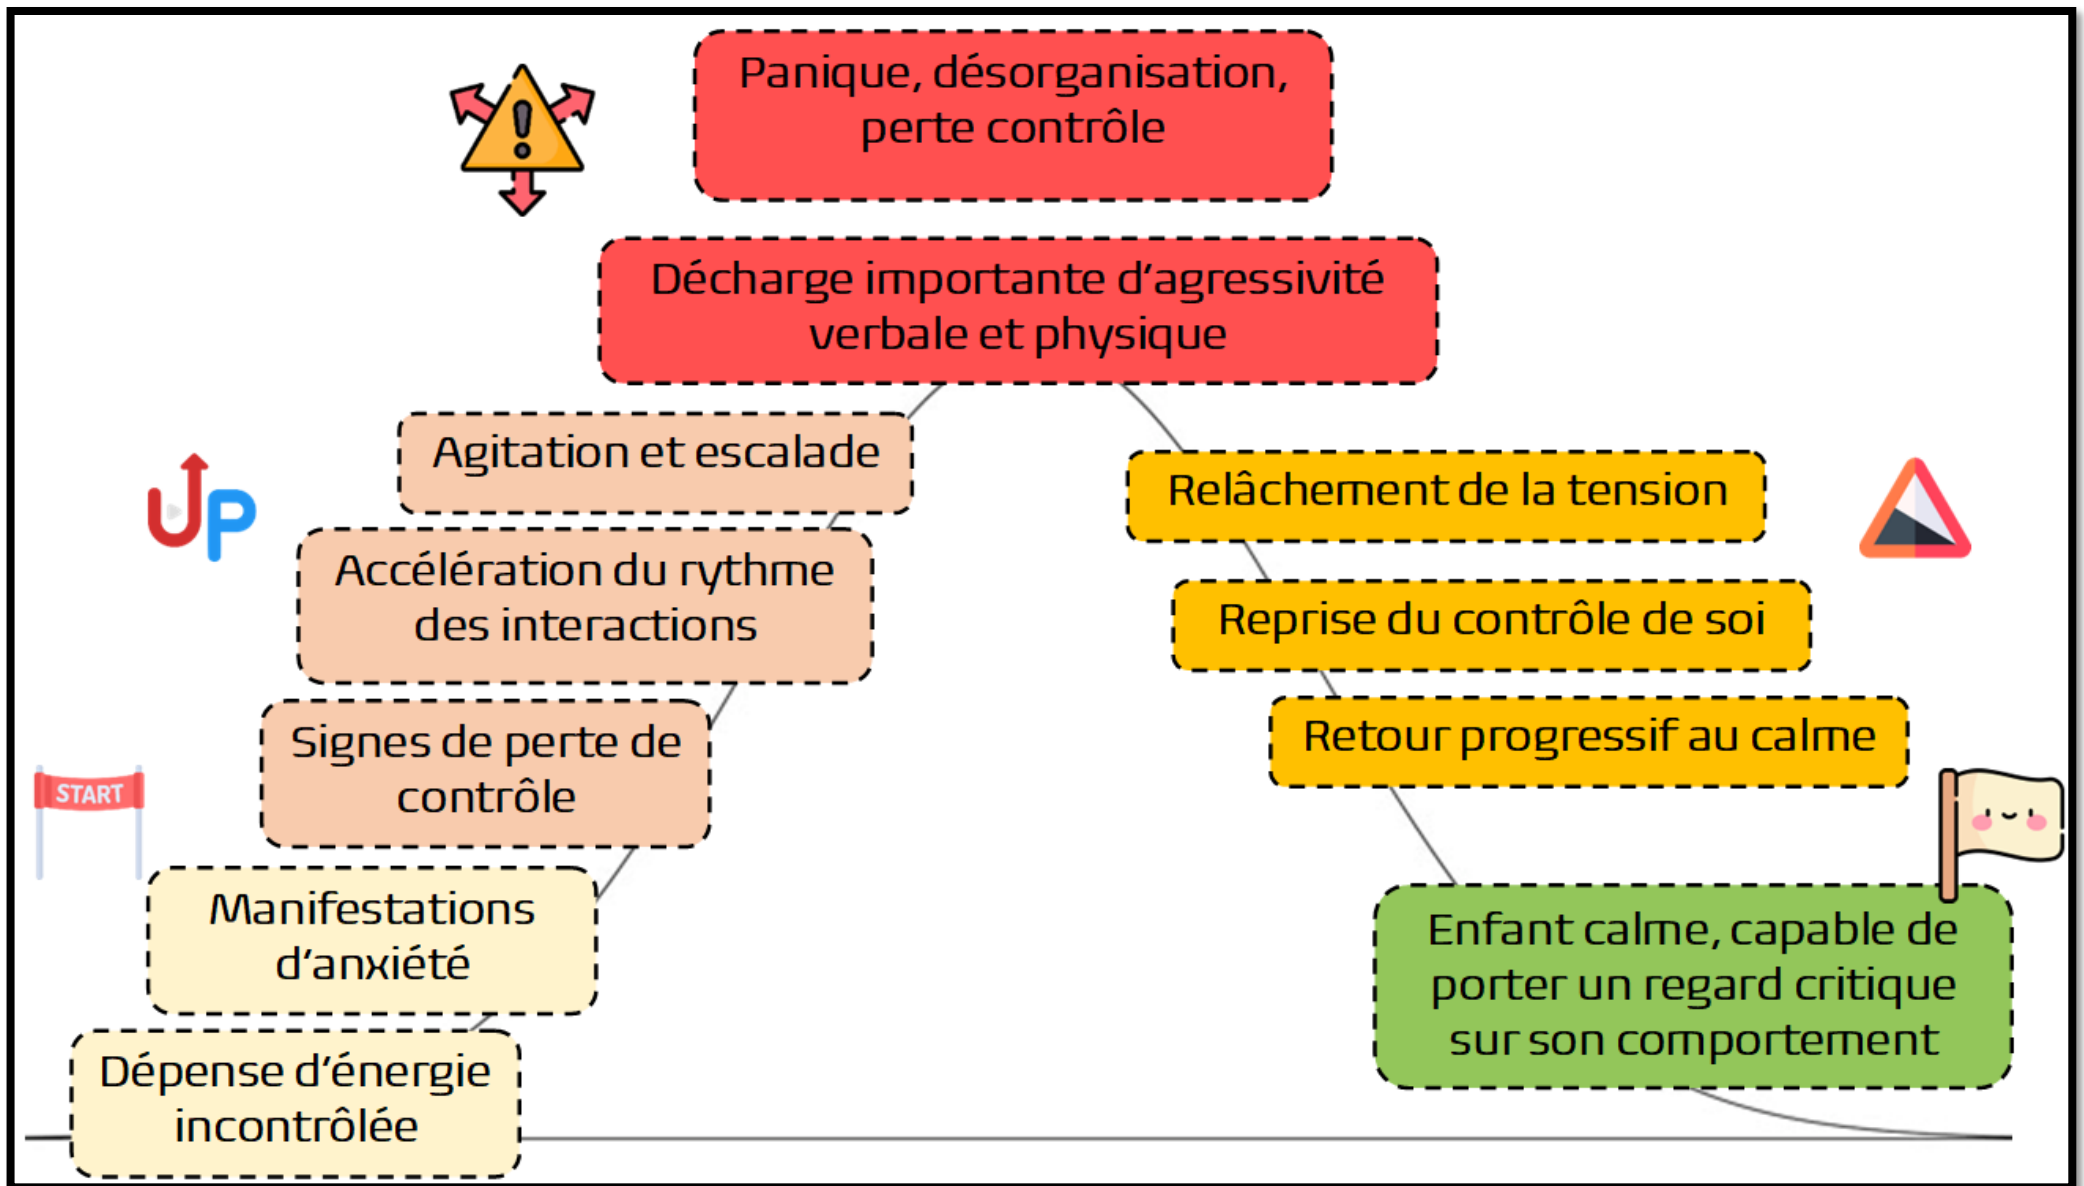 Panique, désorganisation,
perte contrôle
Décharge importante d'agressivité
verbale et physique
Agitation et escalade
Accélération du rythme
des interactions
Signes de perte de
contrôle
Manifestations
d'anxiété
Dépense d'énergie
incontrôlée
Relâchement de la tension
Reprise du contrôle de soi
Retour progressif au calme
Enfant calme, capable de
porter un regard critique
sur son comportement
UP
START